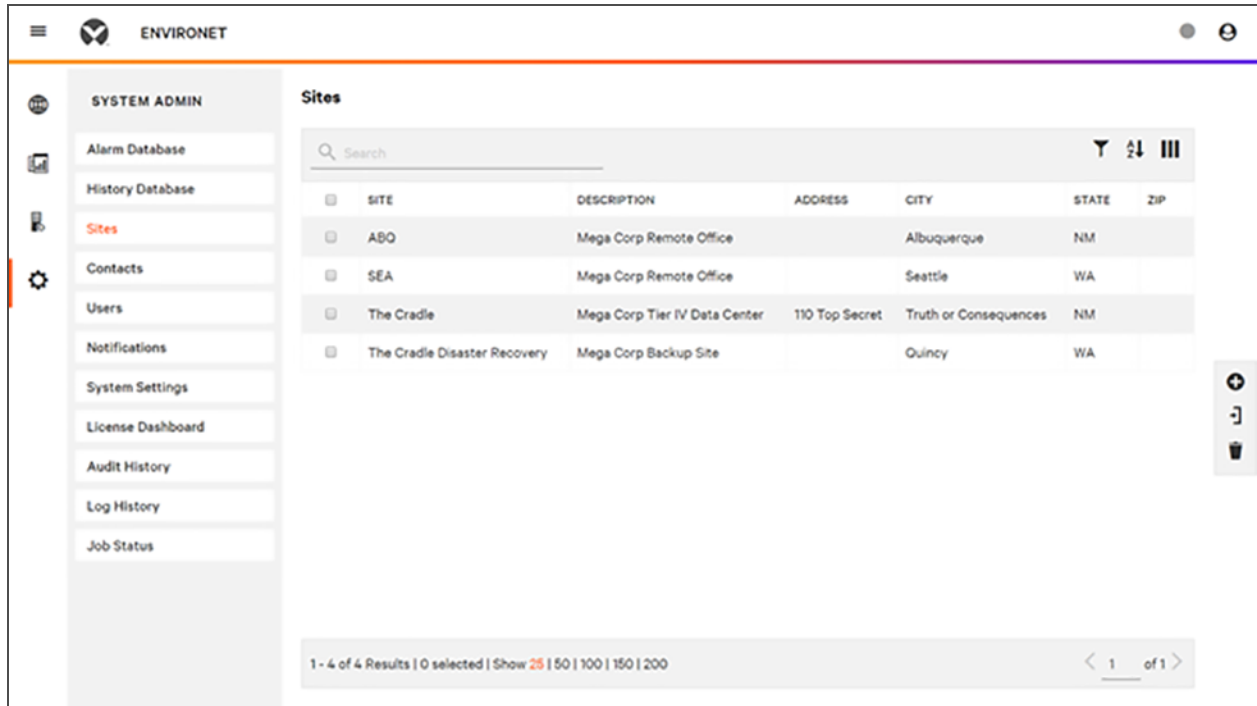 ENVIRONET
SYSTEM ADMIN
Alarm Database
History Database
Sites
Contacts
Users
Notifications
System Settings
License Dashboard
Audit History
Log History
Job Status
Sites
Search
SITE DESCRIPTION ADDRESS CITY STATE ZIP
ABQ Mega Corp Remote Office Albuquerque NM
SEA Mega Corp Remote Office Seattle WA
The Cradle Mega Corp Tier IV Data Center 110 Top Secret Truth or Consequences NM
The Cradle Disaster Recovery Mega Corp Backup Site Quincy WA
1 - 4 of 4 Results | 0 selected | Show 25 | 50 | 100 | 150 | 200
1 of 1